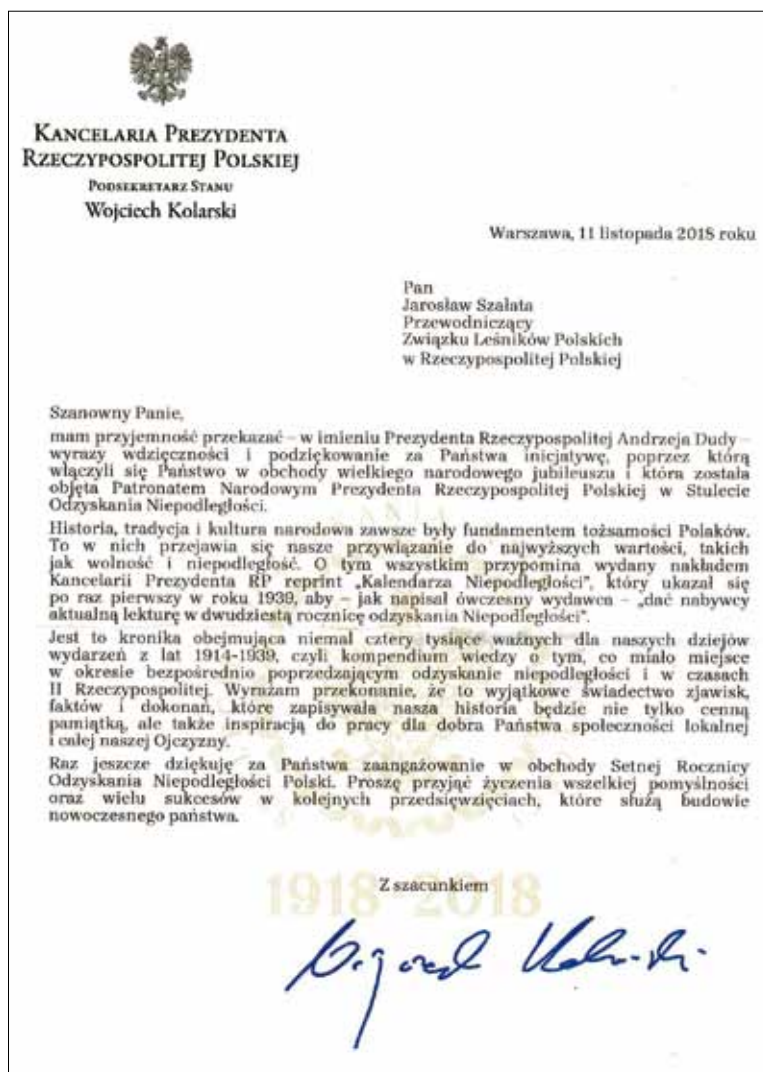 KANCELARIA PREZYDENTA
RZECZYPOSPOLITEJ POLSKIEJ
PODSEKRETARZ STANU
Wojciech Kolarski
Warszawa, 11 listopada 2018 roku
Pan
Jarosław Szałata
Przewodniczący
Związku Leśników Polskich
w Rzeczypospolitej Polskiej
Szanowny Panie,
mam przyjemność przekazać – w imieniu Prezydenta Rzeczypospolitej Andrzeja Dudy –
wyrazy wdzięczności i podziękowanie za Państwa inicjatywę, poprzez którą
włączyli się Państwo w obchody wielkiego narodowego jubileuszu i która została
objęta Patronatem Narodowym Prezydenta Rzeczypospolitej Polskiej w Stulecie
Odzyskania Niepodległości.
Historia, tradycja i kultura narodowa zawsze były fundamentem tożsamości Polaków.
To w nich przejawia się nasze przywiązanie do najwyższych wartości, takich
jak wolność i niepodległość. O tym wszystkim przypomina wydany nakładem
Kancelarii Prezydenta RP reprint „Kalendarza Niepodległości”, który ukazał się
po raz pierwszy w roku 1939, aby – jak napisał ówczesny wydawca – „dać nabywcy
aktualną lekturę w dwudziestą rocznicę odzyskania Niepodległości”.
Jest to kronika obejmująca niemal cztery tysiące ważnych dla naszych dziejów
wydarzeń z lat 1914-1939, czyli kompendium wiedzy o tym, co miało miejsce
w okresie bezpośrednio poprzedzającym odzyskanie niepodległości i w czasach
II Rzeczypospolitej. Wyrażam przekonanie, że to wyjątkowe świadectwo zjawisk,
faktów i dokonań, które zapisywała nasza historia będzie nie tylko cenną
pamiątką, ale także inspiracją do pracy dla dobra Państwa społeczności lokalnej
i całej naszej Ojczyzny.
Raz jeszcze dziękuję za Państwa zaangażowanie w obchody Setnej Rocznicy
Odzyskania Niepodległości Polski. Proszę przyjąć życzenia wszelkiej pomyślności
oraz wielu sukcesów w kolejnych przedsięwzięciach, które służą budowie
nowoczesnego państwa.
Z szacunkiem
1918-2018
Wojciech Kolarski